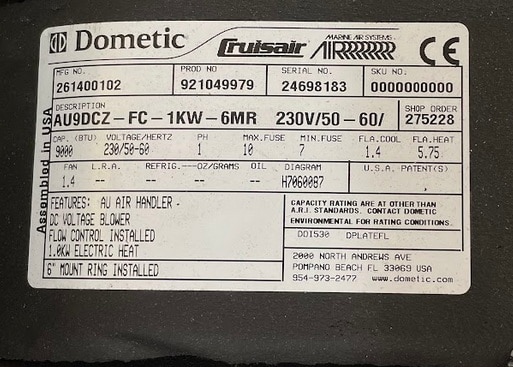 Dometic Cruisair MARINE AIR SYSTEMS AIR CE
MFG NO. PROD NO SERIAL NO. SKU NO.
261400102 921049979 24698183 0000000000
DESCRIPTION SHOP ORDER
AU9DCZ-FC-1KW-6MR 230V/50-60/ 275228
CAP. (BTU) VOLTAGE/HERTZ PH MAX.FUSE MIN.FUSE FLA.COOL FLA.HEAT
9000 230/50-60 1 10 7 1.4 5.75
FAN L.R.A. REFRIG.---OZ/GRAMS OIL DIAGRAM U.S.A. PATENT(S)
1.4 -- -- -- -- H7060087
FEATURES: AU AIR HANDLER -
DC VOLTAGE BLOWER
FLOW CONTROL INSTALLED
1.0KW ELECTRIC HEAT
6" MOUNT RING INSTALLED
CAPACITY RATING ARE AT OTHER THAN
A.R.I. STANDARDS. CONTACT DOMETIC
ENVIRONMENTAL FOR RATING CONDITIONS.
DOI530 DPLATEFL
2000 NORTH ANDREWS AVE
POMPANO BEACH FL 33069 USA
954-973-2477 www.dometic.com
Assembled in USA